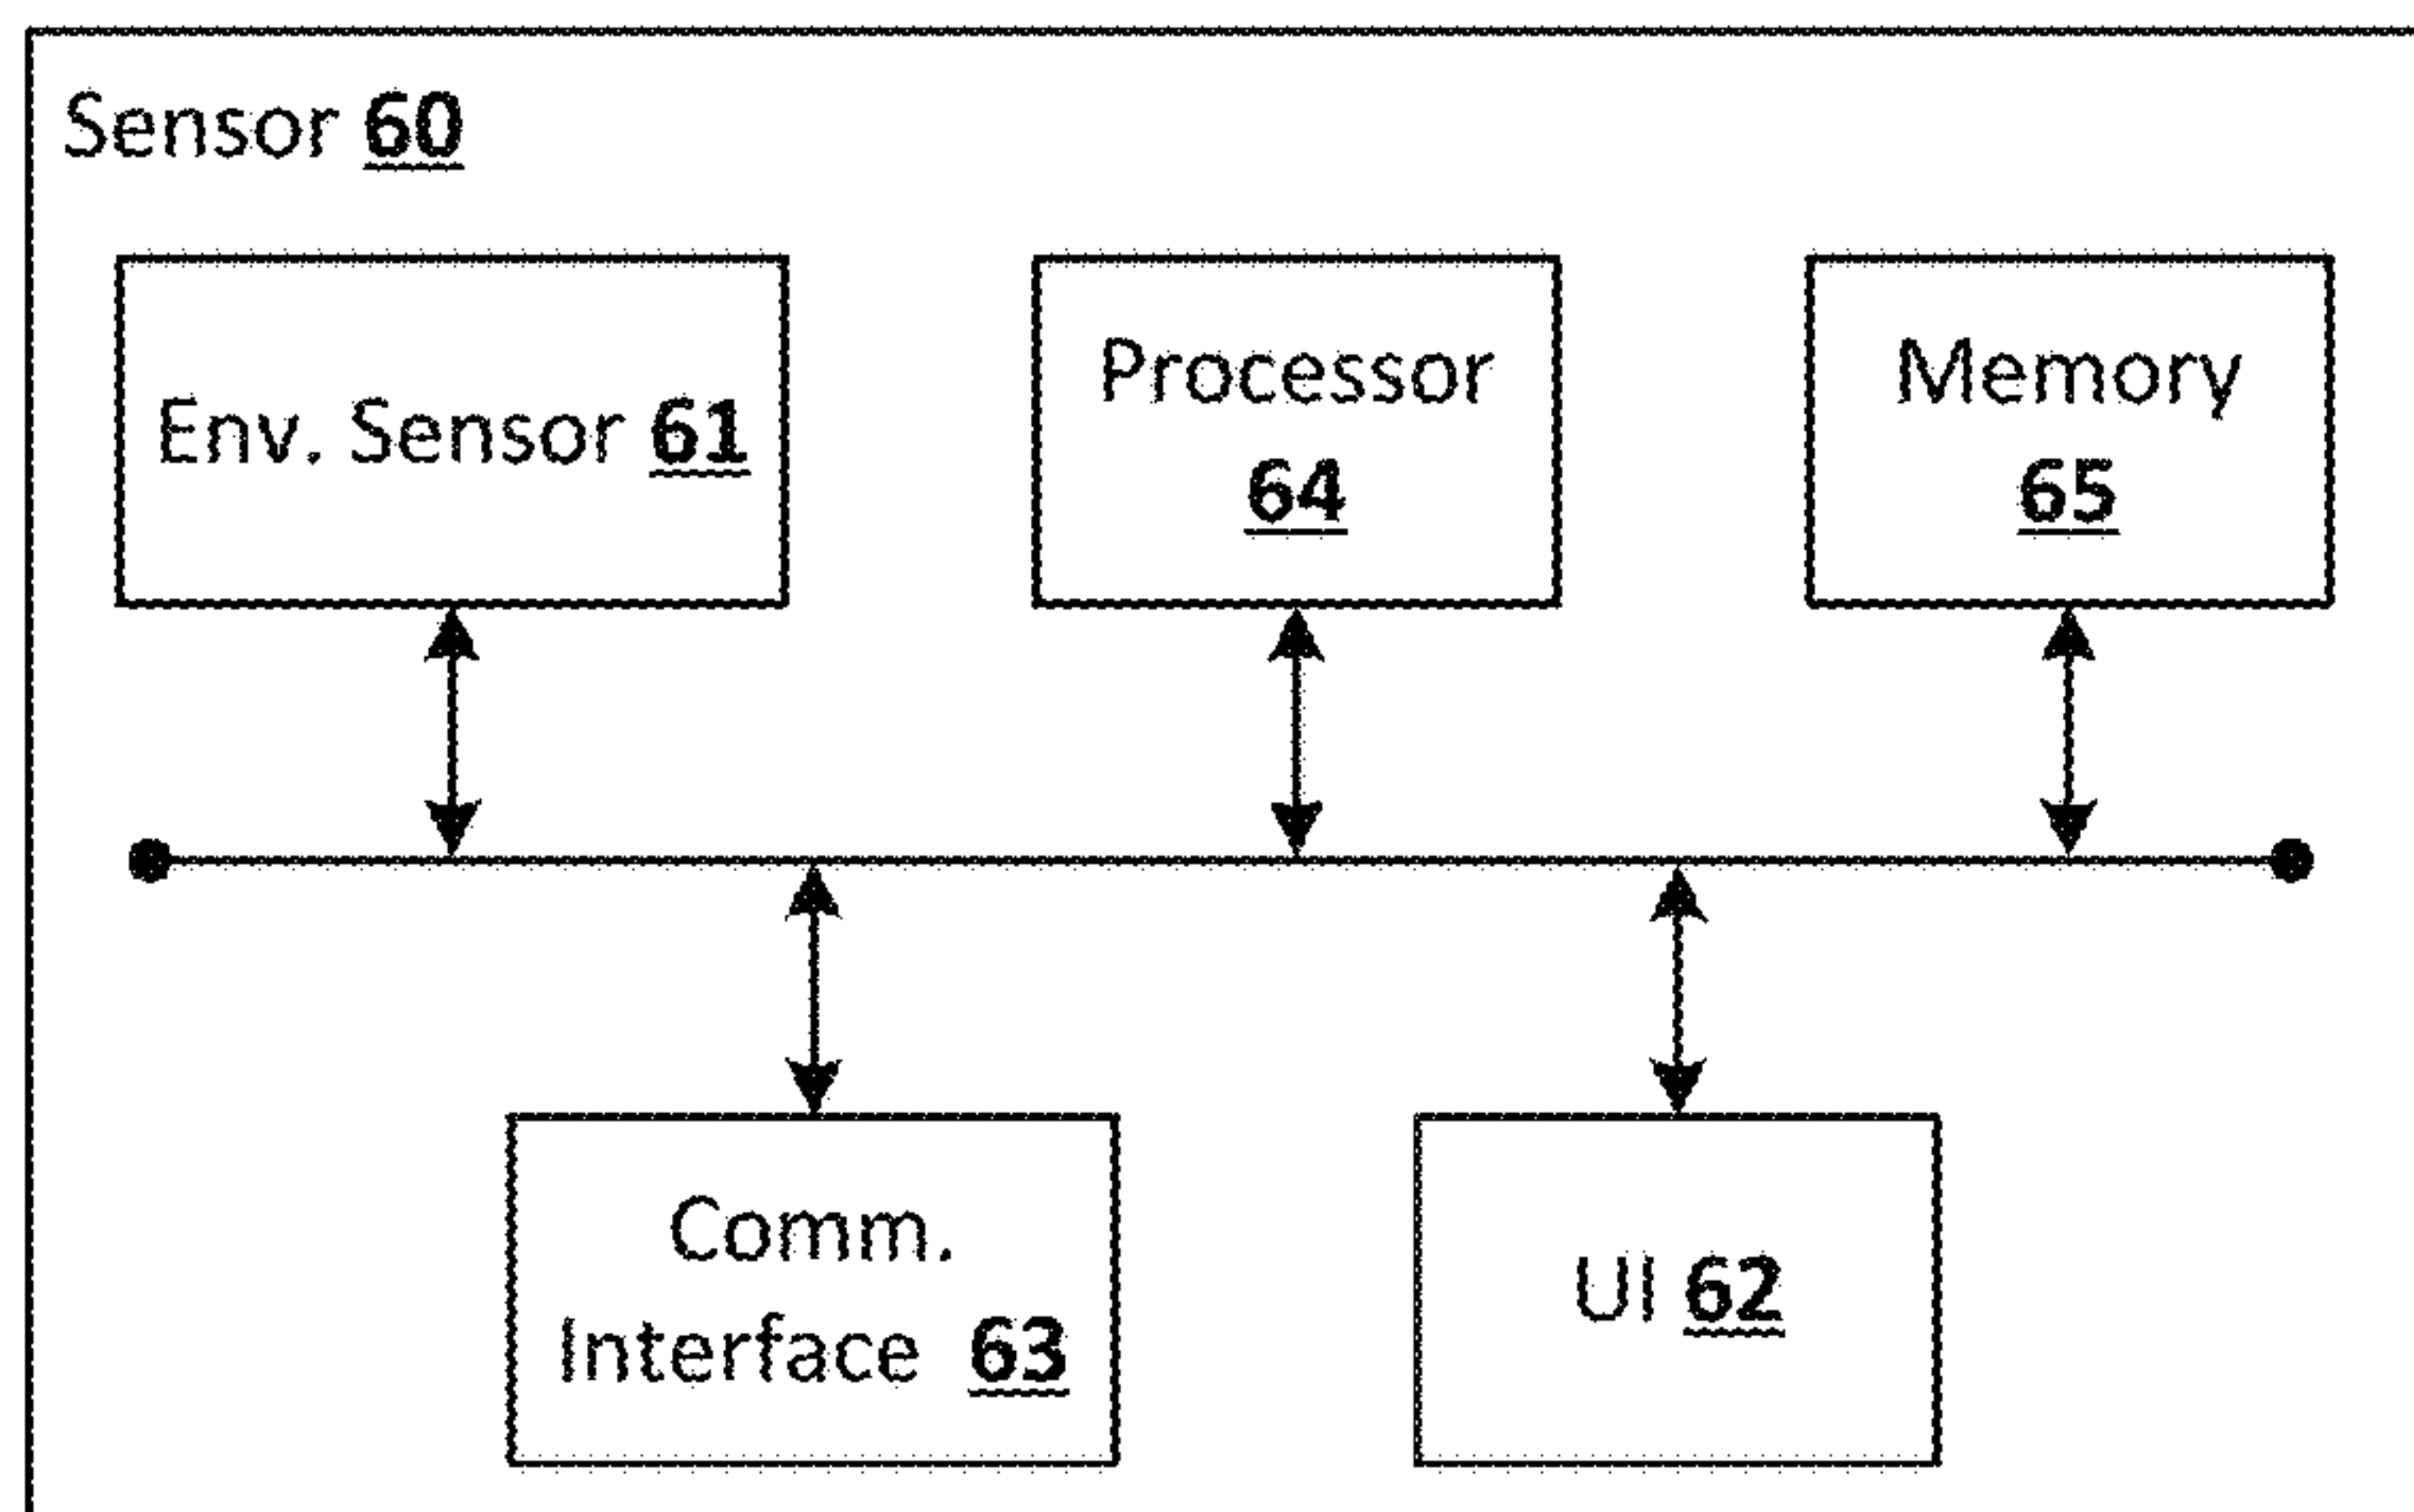 Sensor 60
Env. Sensor 61
Processor
64
Memory
65
Comm.
Interface 63
UI 62